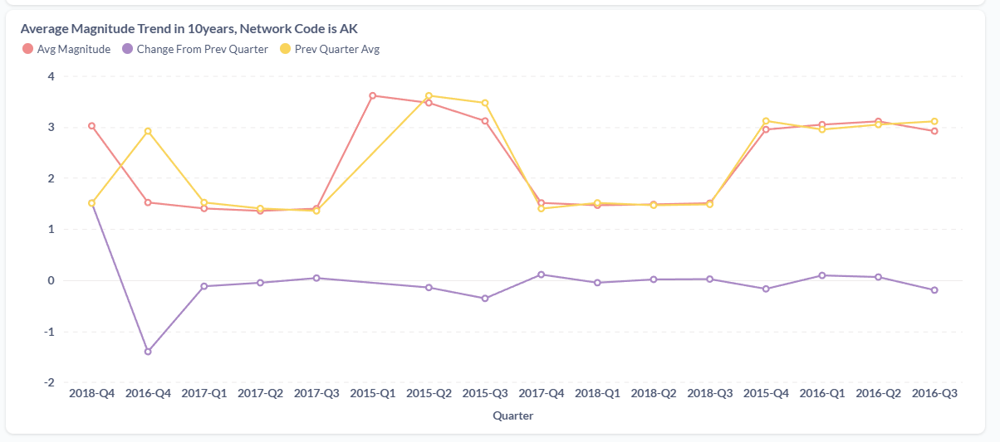 Average Magnitude Trend in 10years, Network Code is AK
Avg Magnitude Change From Prev Quarter Prev Quarter Avg
4
3
2
1
0
-1
-2
2018-Q4 2016-Q4 2017-Q1 2017-Q2 2017-Q3 2015-Q1 2015-Q2 2015-Q3 2017-Q4 2018-Q1 2018-Q2 2018-Q3 2015-Q4 2016-Q1 2016-Q2 2016-Q3
Quarter